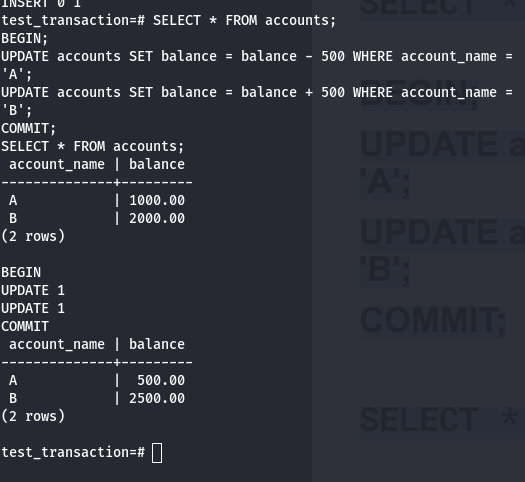 INSERT 0 1
test_transaction=# SELECT * FROM accounts;
BEGIN;
UPDATE accounts SET balance = balance – 500 WHERE account_name =
'A';
UPDATE accounts SET balance = balance + 500 WHERE account_name =
'B';
COMMIT;
SELECT * FROM accounts;
 account_name | balance
--------------+---------
 A            | 1000.00
 B            | 2000.00
(2 rows)

BEGIN
UPDATE 1
UPDATE 1
COMMIT
 account_name | balance
--------------+---------
 A            |  500.00
 B            | 2500.00
(2 rows)

test_transaction=#
SELECT *
BEGIN;
UPDATE a
'A';
UPDATE a
'B';
COMMIT;
SELECT *